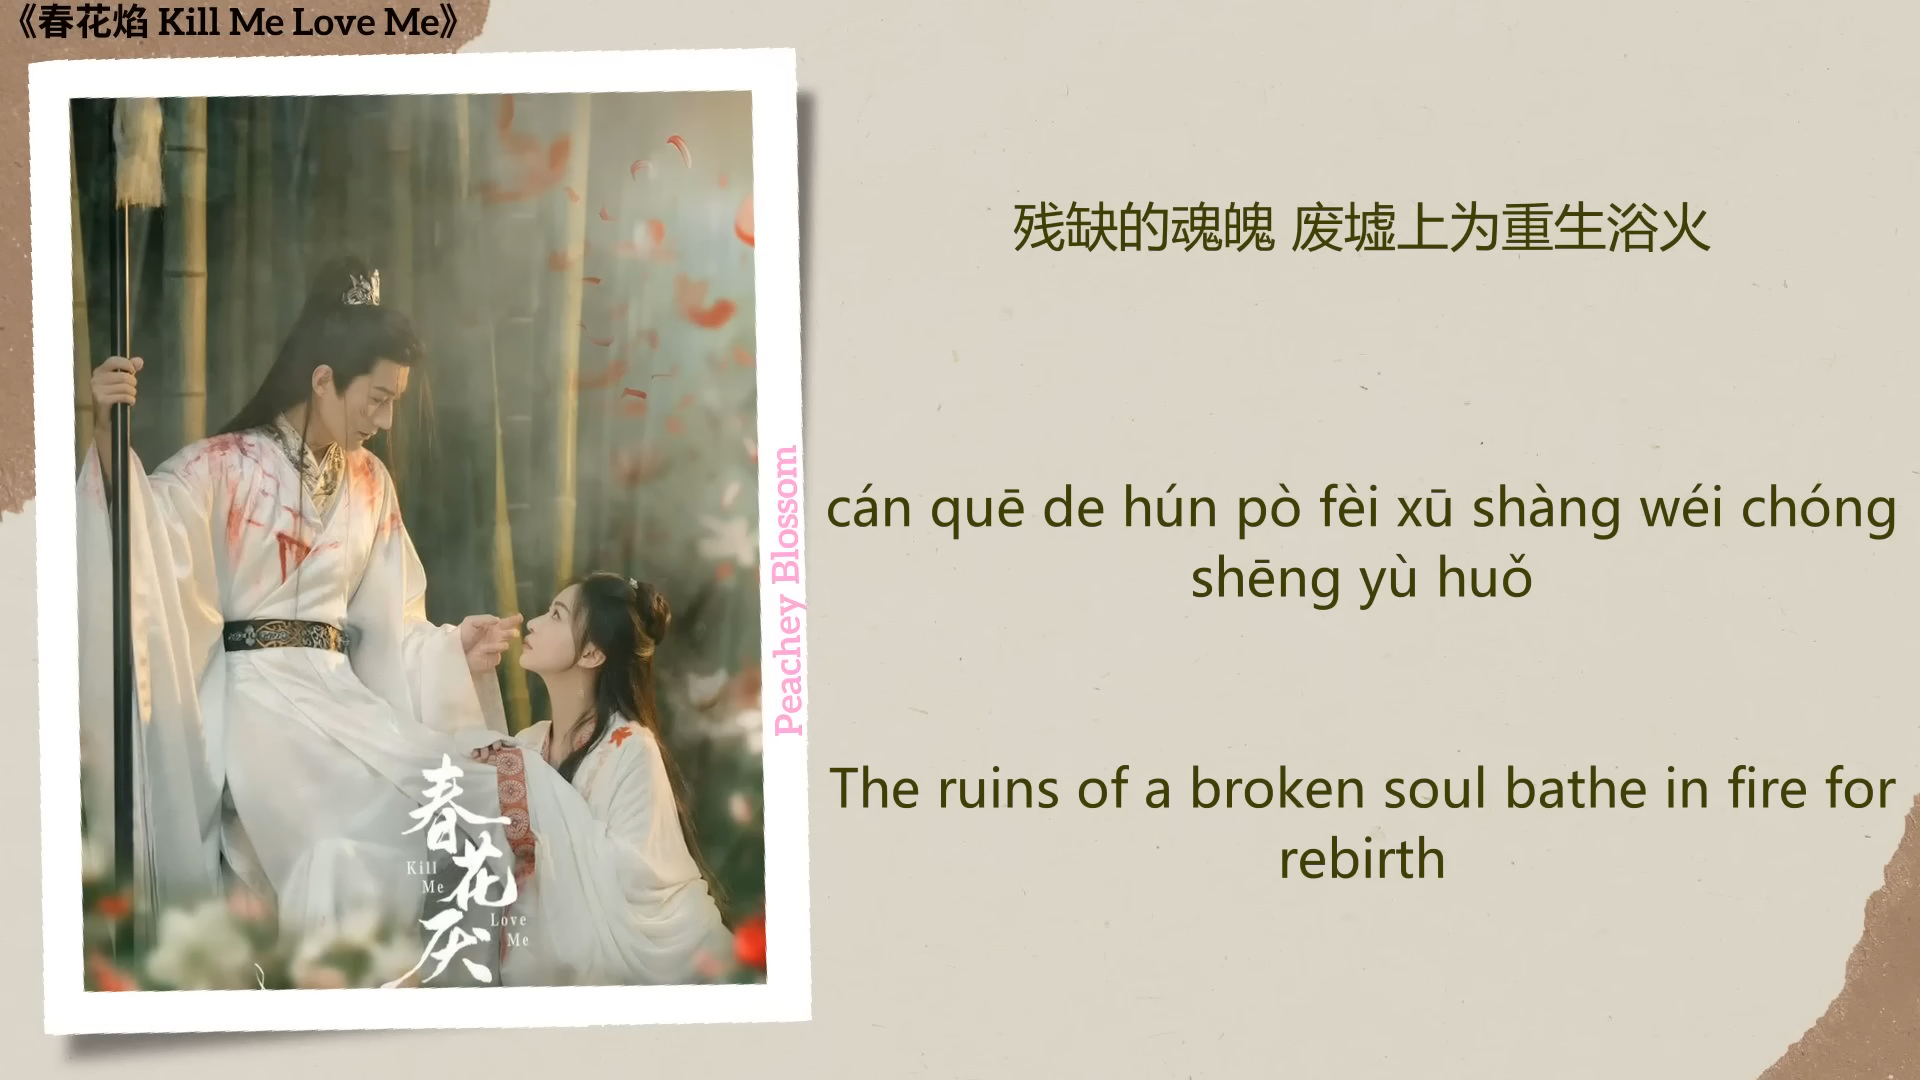 《春花焰 Kill Me Love Me》
残缺的魂魄 废墟上为重生浴火
cán quē de hún pò fèi xū shàng wéi chóng
shēng yù huǒ
The ruins of a broken soul bathe in fire for
rebirth
Peachey Blossom
春
花
厌
Kill
Me
Love
Me